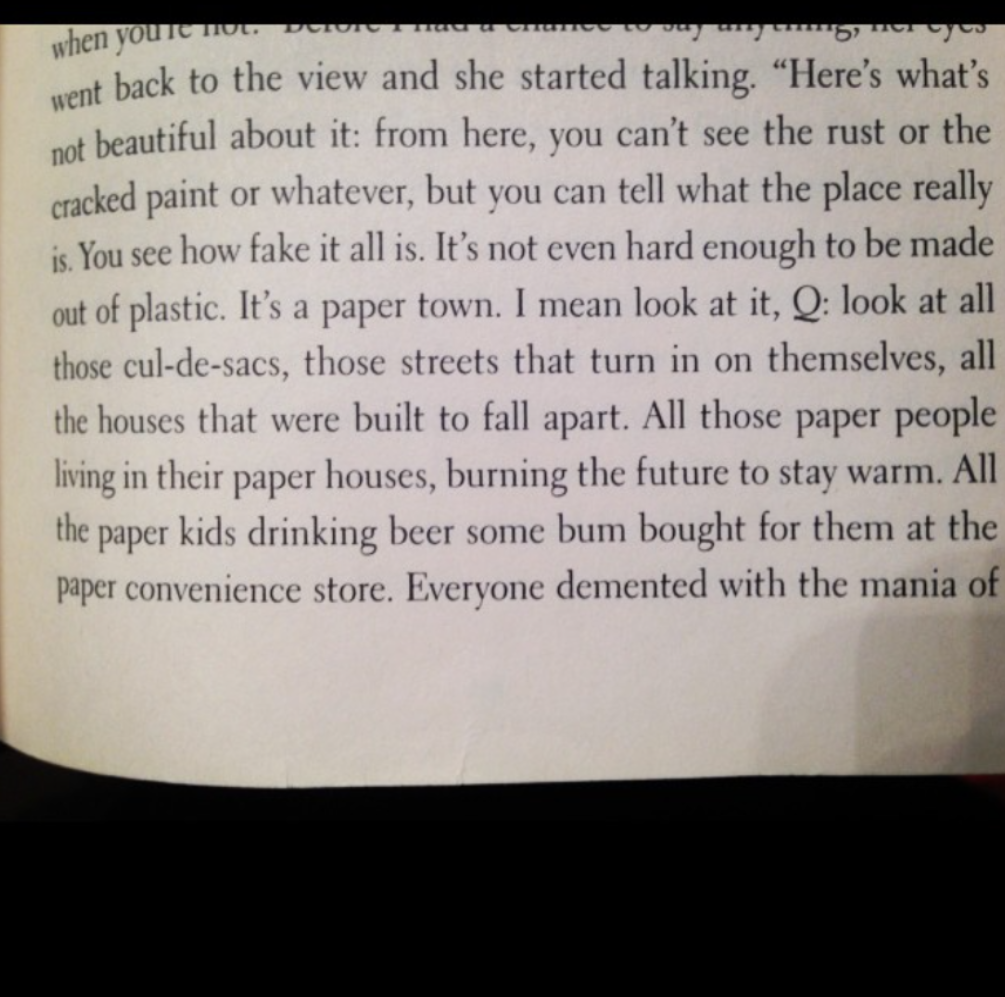 when you're not." Before I had a chance to say anything, her eyes
went back to the view and she started talking. “Here’s what’s
not beautiful about it: from here, you can’t see the rust or the
cracked paint or whatever, but you can tell what the place really
is. You see how fake it all is. It’s not even hard enough to be made
out of plastic. It’s a paper town. I mean look at it, Q: look at all
those cul-de-sacs, those streets that turn in on themselves, all
the houses that were built to fall apart. All those paper people
living in their paper houses, burning the future to stay warm. All
the paper kids drinking beer some bum bought for them at the
paper convenience store. Everyone demented with the mania of